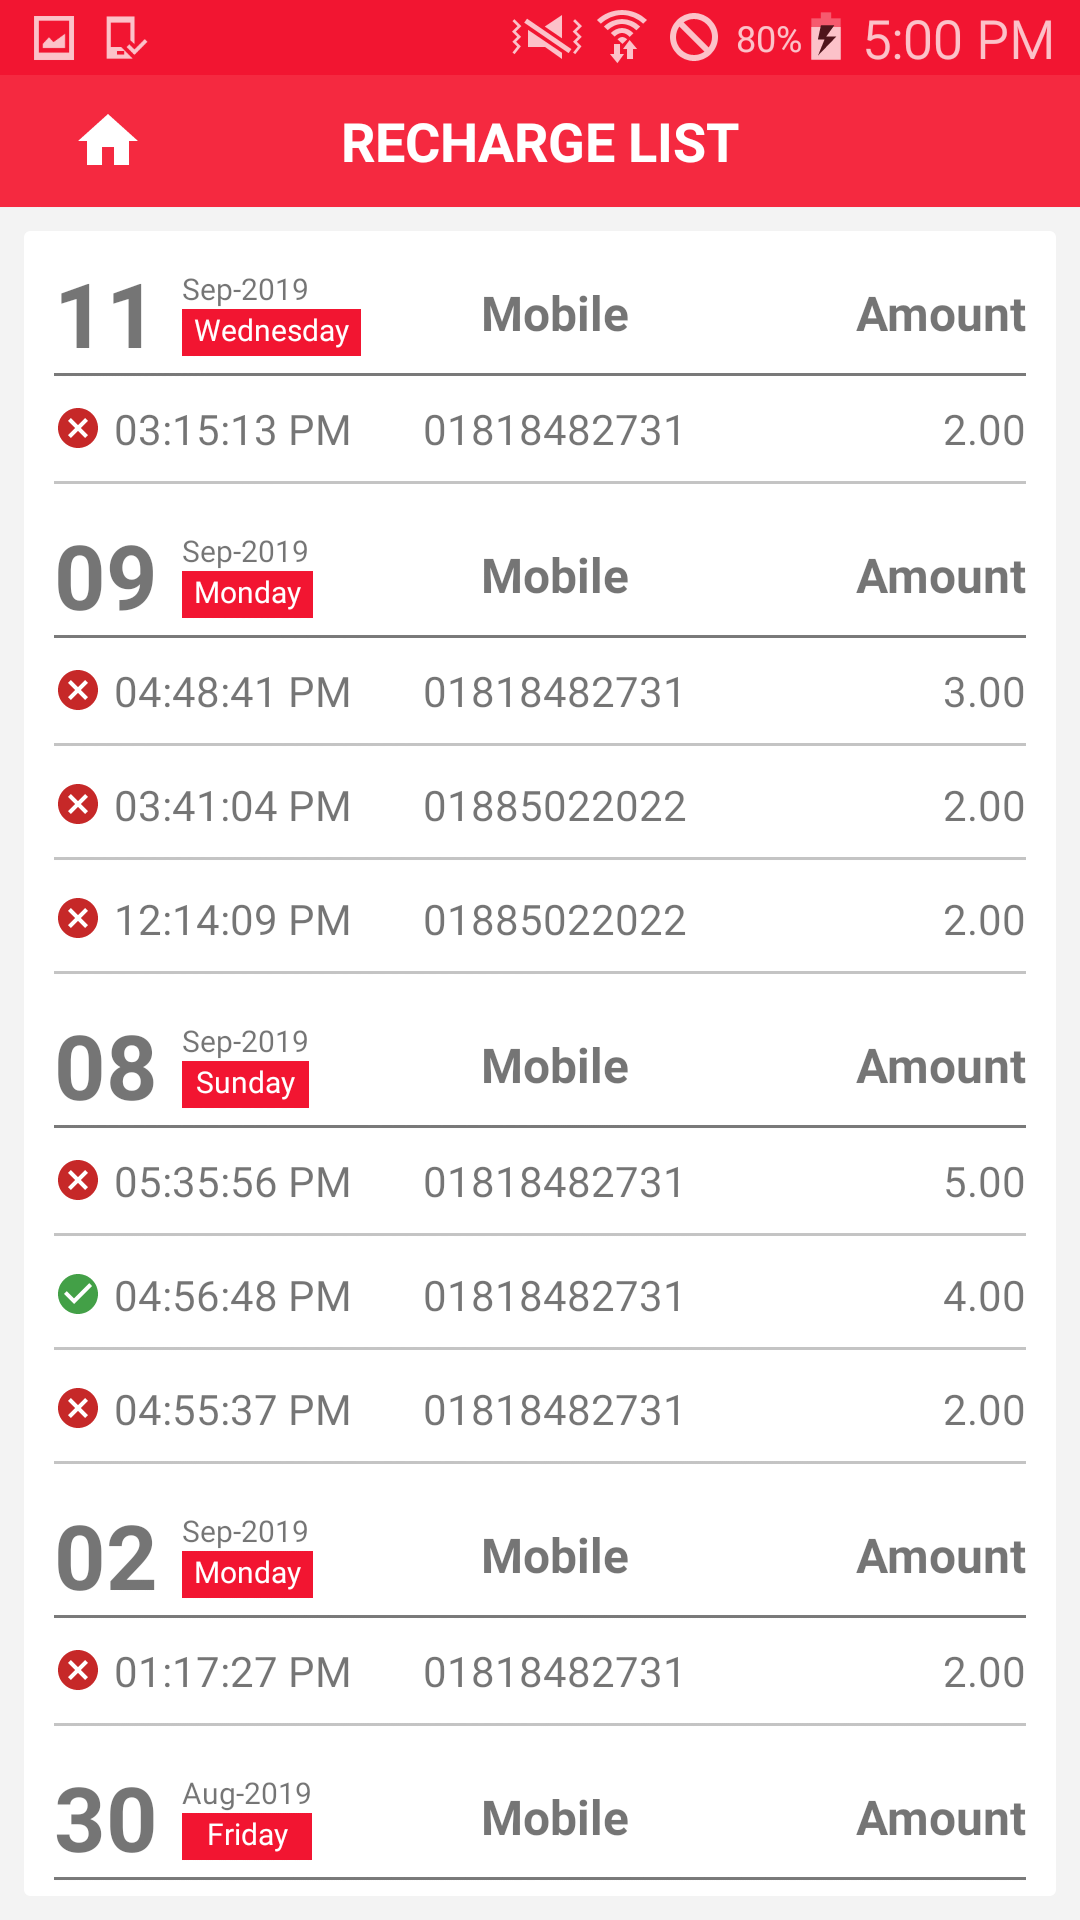 80% 5:00 PM
RECHARGE LIST
11 Sep-2019 Wednesday Mobile Amount
03:15:13 PM 01818482731 2.00
09 Sep-2019 Monday Mobile Amount
04:48:41 PM 01818482731 3.00
03:41:04 PM 01885022022 2.00
12:14:09 PM 01885022022 2.00
08 Sep-2019 Sunday Mobile Amount
05:35:56 PM 01818482731 5.00
04:56:48 PM 01818482731 4.00
04:55:37 PM 01818482731 2.00
02 Sep-2019 Monday Mobile Amount
01:17:27 PM 01818482731 2.00
30 Aug-2019 Friday Mobile Amount